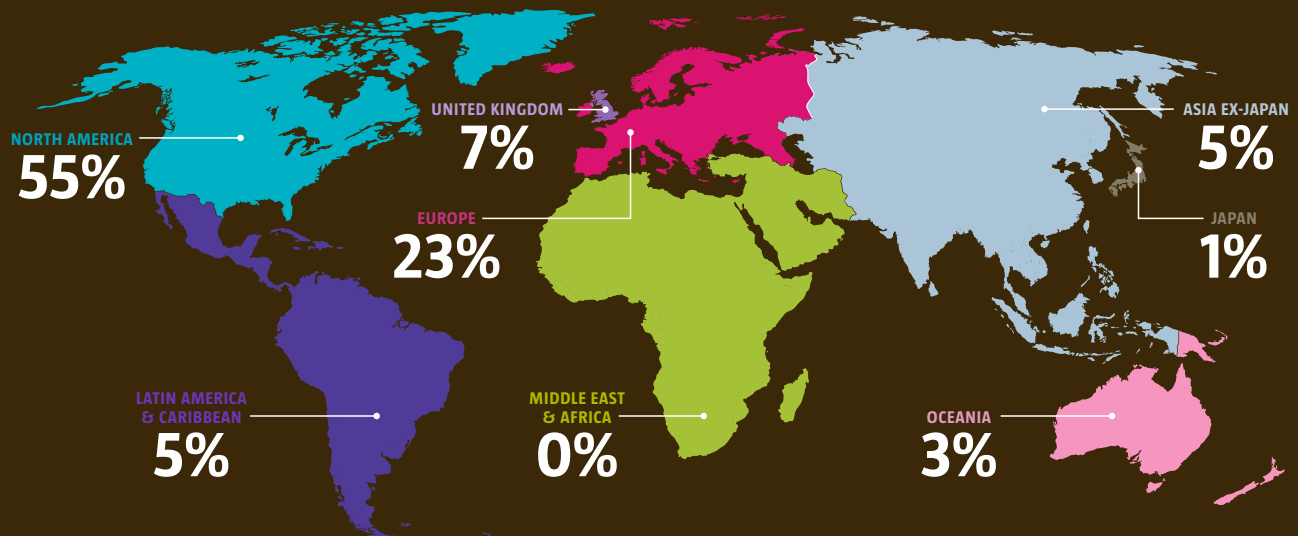 UNITED KINGDOM
7%
ASIA EX-JAPAN
5%
NORTH AMERICA
55%
EUROPE
23%
JAPAN
1%
LATIN AMERICA
& CARIBBEAN
5%
MIDDLE EAST
& AFRICA
0%
OCEANIA
3%